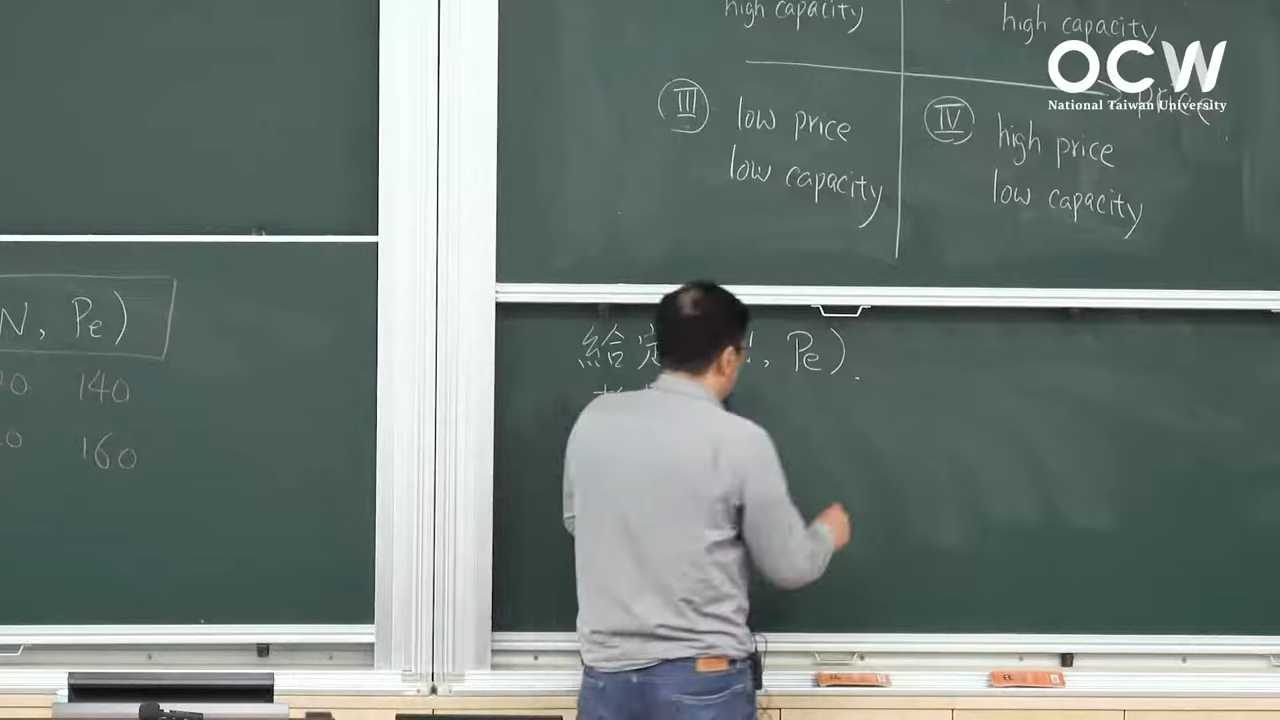 high capacity
high capacity
OCW
National Taiwan University
Price
III low price
low capacity
IV high price
low capacity
N, Pe)
140
160
給定 , Pe).